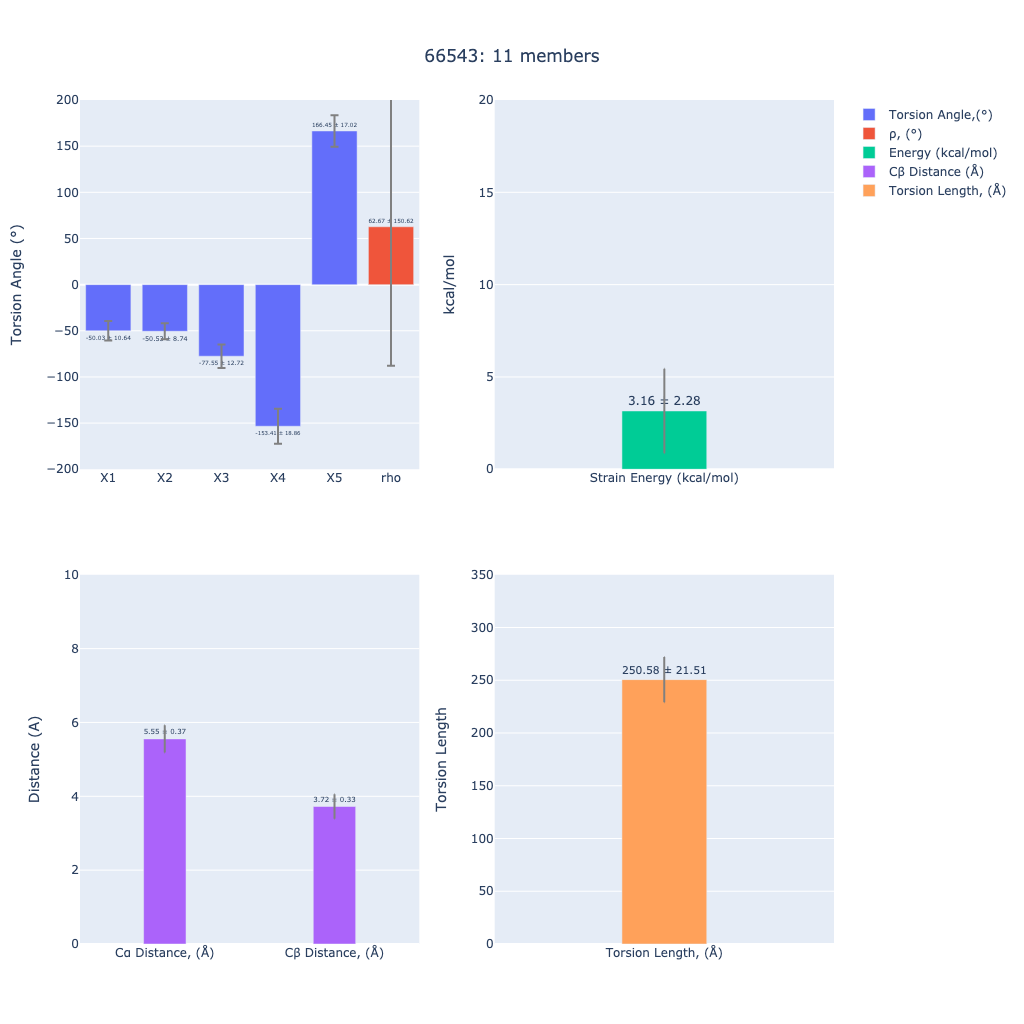 66543: 11 members
Torsion Angle (°)
200
150
100
50
0
−50
−100
−150
−200
-50.03 ± 10.64
-50.52 ± 8.74
-77.55 ± 12.72
-153.41 ± 18.86
166.45 ± 17.02
62.67 ± 150.62
X1
X2
X3
X4
X5
rho
kcal/mol
20
15
10
5
0
3.16 ± 2.28
Strain Energy (kcal/mol)
Torsion Angle,(°)
ρ, (°)
Energy (kcal/mol)
Cβ Distance (Å)
Torsion Length, (Å)
Distance (A)
10
8
6
4
2
0
5.55 ± 0.37
3.72 ± 0.33
Cα Distance, (Å)
Cβ Distance, (Å)
Torsion Length
350
300
250
200
150
100
50
0
250.58 ± 21.51
Torsion Length, (Å)